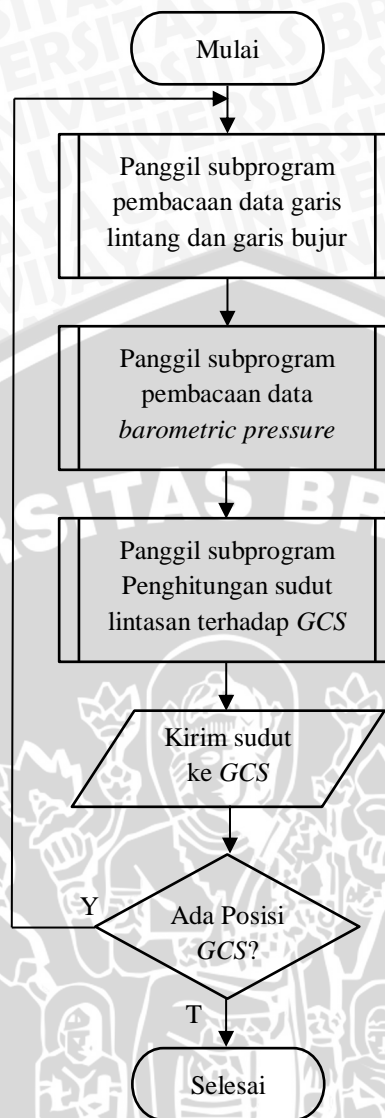 Mulai
Panggil subprogram
pembacaan data garis
lintang dan garis bujur
Panggil subprogram
pembacaan data
barometric pressure
Panggil subprogram
Penghitungan sudut
lintasan terhadap GCS
Kirim sudut
ke GCS
Y
Ada Posisi
GCS?
T
Selesai